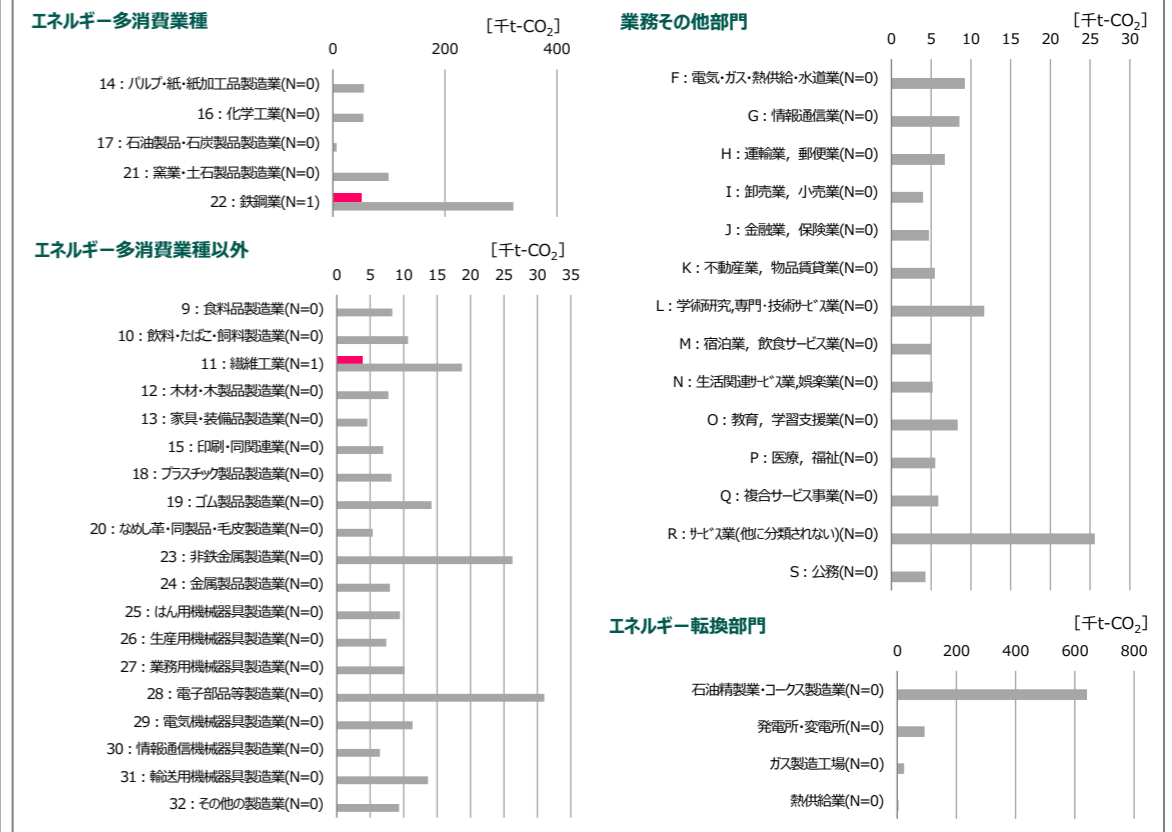 エネルギー多消費業種
[千t-CO₂]
0 200 400
14：パルプ・紙・紙加工品製造業(N=0)
16：化学工業(N=0)
17：石油製品・石炭製品製造業(N=0)
21：窯業・土石製品製造業(N=0)
22：鉄鋼業(N=1)
エネルギー多消費業種以外
[千t-CO₂]
0 5 10 15 20 25 30 35
9：食料品製造業(N=0)
10：飲料・たばこ・飼料製造業(N=0)
11：繊維工業(N=1)
12：木材・木製品製造業(N=0)
13：家具・装備品製造業(N=0)
15：印刷・同関連業(N=0)
18：プラスチック製品製造業(N=0)
19：ゴム製品製造業(N=0)
20：なめし革・同製品・毛皮製造業(N=0)
23：非鉄金属製造業(N=0)
24：金属製品製造業(N=0)
25：はん用機械器具製造業(N=0)
26：生産用機械器具製造業(N=0)
27：業務用機械器具製造業(N=0)
28：電子部品等製造業(N=0)
29：電気機械器具製造業(N=0)
30：情報通信機械器具製造業(N=0)
31：輸送用機械器具製造業(N=0)
32：その他の製造業(N=0)
業務その他部門
[千t-CO₂]
0 5 10 15 20 25 30
F：電気・ガス・熱供給・水道業(N=0)
G：情報通信業(N=0)
H：運輸業，郵便業(N=0)
I：卸売業，小売業(N=0)
J：金融業，保険業(N=0)
K：不動産業，物品賃貸業(N=0)
L：学術研究,専門・技術ｻｰﾋﾞｽ業(N=0)
M：宿泊業，飲食サービス業(N=0)
N：生活関連ｻｰﾋﾞｽ業,娯楽業(N=0)
O：教育，学習支援業(N=0)
P：医療，福祉(N=0)
Q：複合サービス事業(N=0)
R：ｻｰﾋﾞｽ業(他に分類されない)(N=0)
S：公務(N=0)
エネルギー転換部門
[千t-CO₂]
0 200 400 600 800
石油精製業・コークス製造業(N=0)
発電所・変電所(N=0)
ガス製造工場(N=0)
熱供給業(N=0)